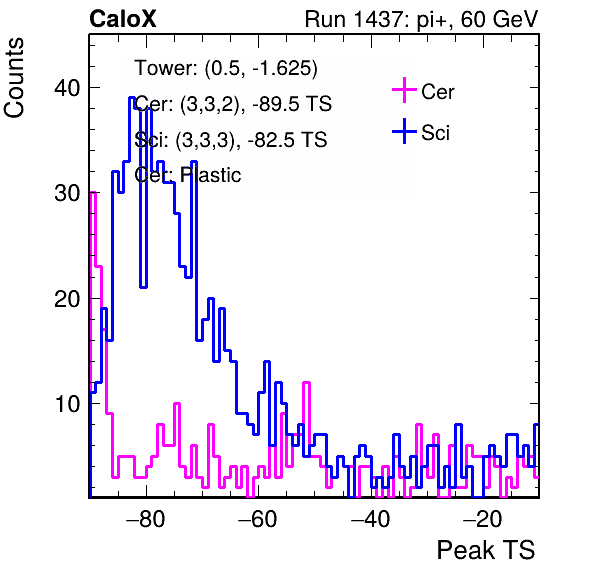 CaloX Run 1437: pi+, 60 GeV
Counts
Tower: (0.5, -1.625)
Cer: (3,3,2), -89.5 TS
Sci: (3,3,3), -82.5 TS
Cer: Plastic
Cer
Sci
40
30
20
10
−80 −60 −40 −20
Peak TS